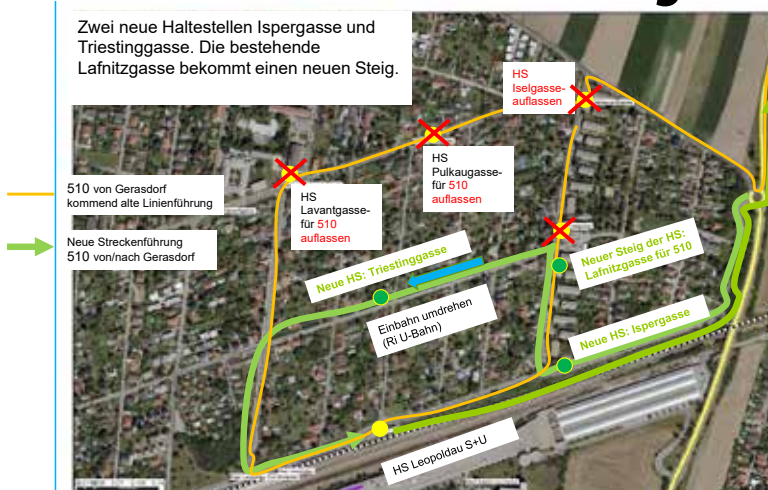 Zwei neue Haltestellen Ispergasse und
Triestinggasse. Die bestehende
Lafnitzgasse bekommt einen neuen Steig.
HS
Iselgasse-
auflassen
HS
Pulkaugasse-
für 510
auflassen
510 von Gerasdorf
kommend alte Linienführung
HS
Lavantgasse-
für 510
auflassen
Neue Streckenführung
510 von/nach Gerasdorf
Neue HS: Triestinggasse
Neuer Steig der HS:
Lafnitzgasse für 510
Einbahn umdrehen
(Ri U-Bahn)
Neue HS: Ispergasse
HS Leopoldau S+U